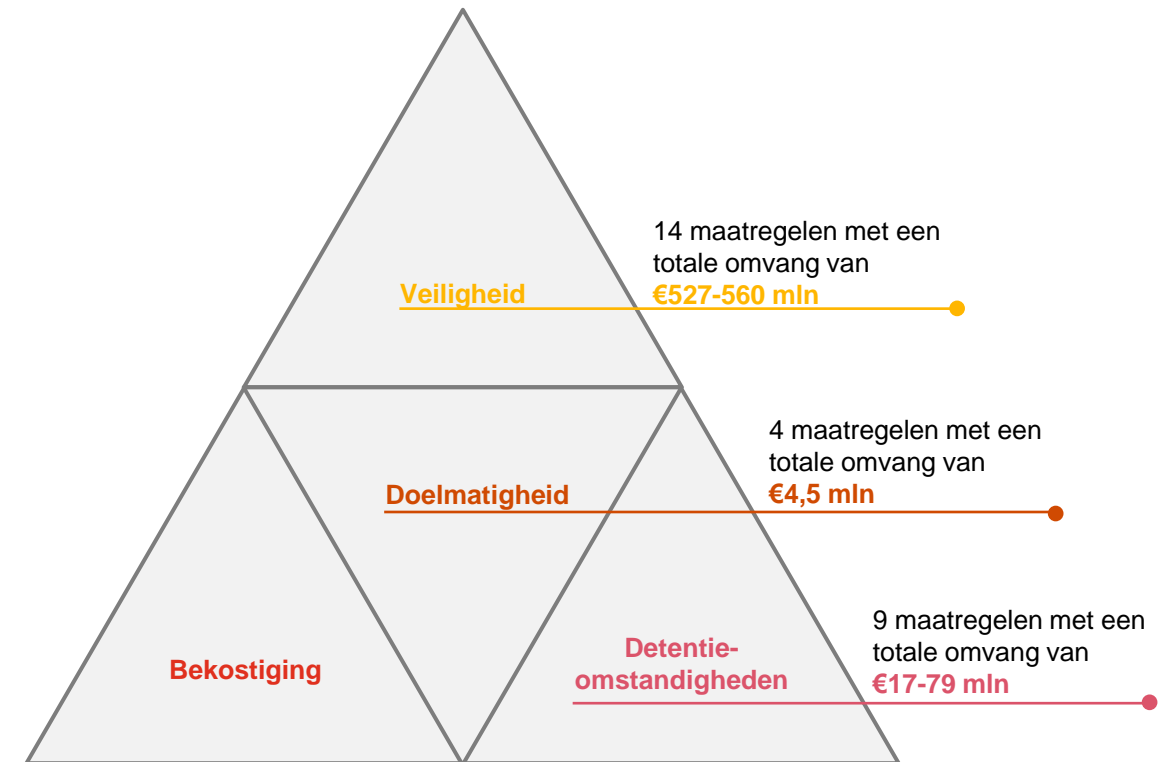 14 maatregelen met een
totale omvang van
Veiligheid
€527-560 mln
4 maatregelen met een
totale omvang van
Doelmatigheid
€4,5 mln
9 maatregelen met een
totale omvang van
€17-79 mln
Detentie-
omstandigheden
Bekostiging